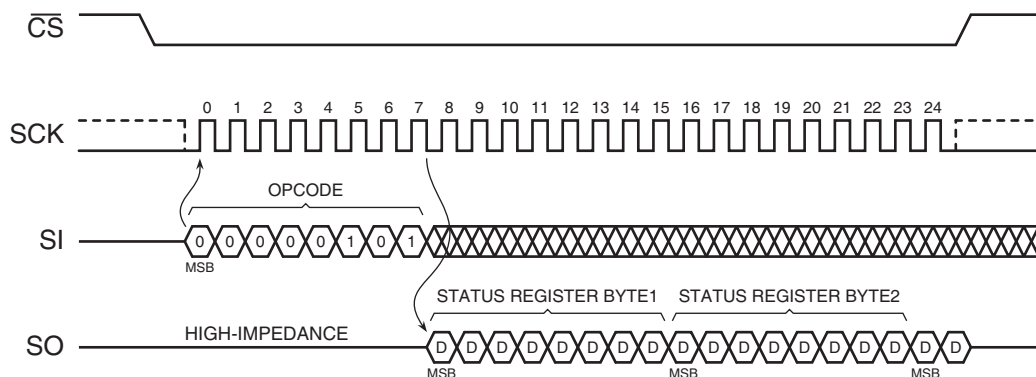 CS
SCK
0 1 2 3 4 5 6 7 8 9 10 11 12 13 14 15 16 17 18 19 20 21 22 23 24
OPCODE
SI
0 0 0 0 0 1 0 1
MSB
STATUS REGISTER BYTE1 STATUS REGISTER BYTE2
SO
HIGH-IMPEDANCE
D D D D D D D D D D D D D D D D D D
MSB MSB MSB